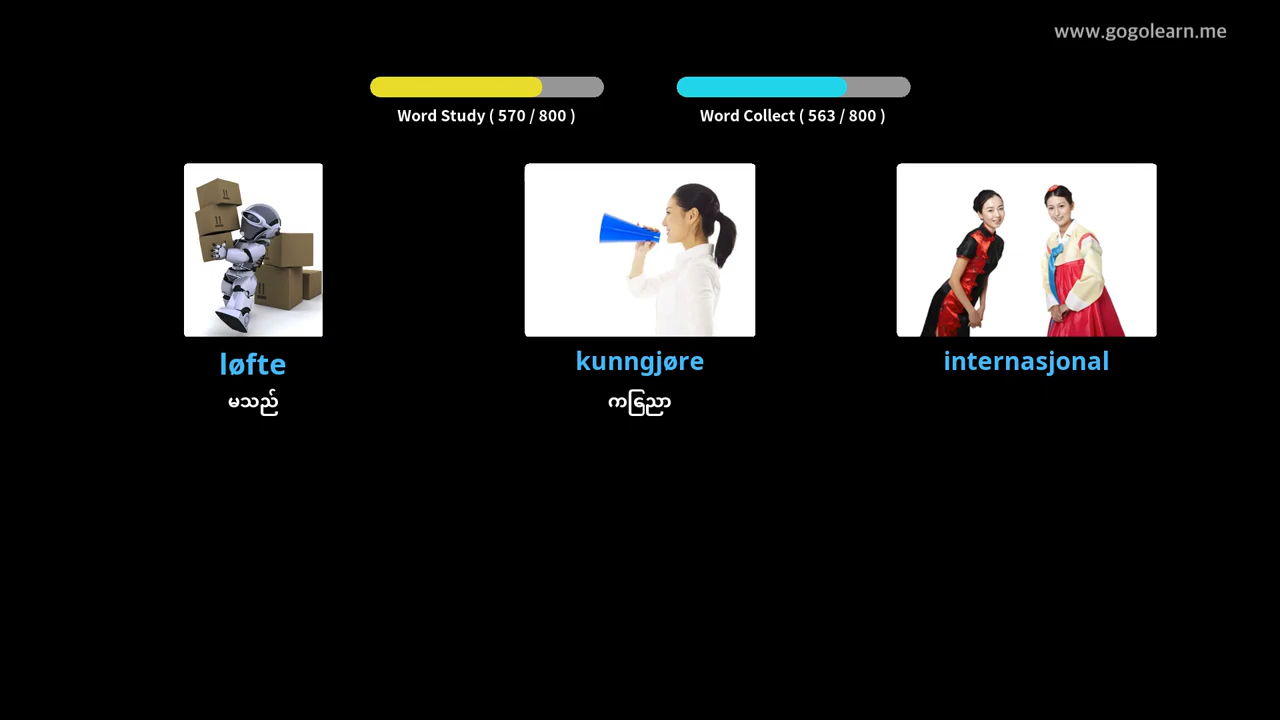 www.gogolearn.me
Word Study ( 570 / 800 )
Word Collect ( 563 / 800 )
løfte
kunngjøre
internasjonal
မသည်
ကြေညာ